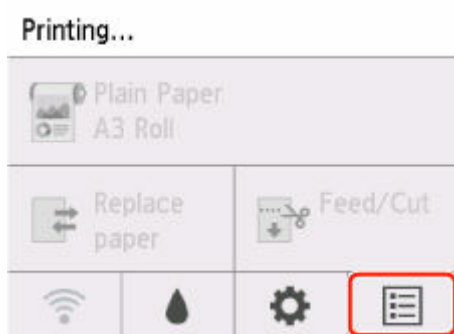 Printing...
Plain Paper
A3 Roll
Replace
paper
Feed/Cut